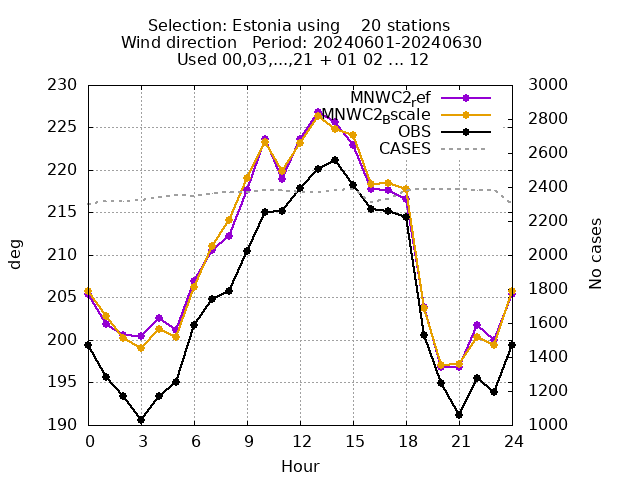 Selection: Estonia using    20 stations
Wind direction   Period: 20240601-20240630
Used 00,03,...,21 + 01 02 ... 12
230
225
220
215
210
205
200
195
190
3000
2800
2600
2400
2200
2000
1800
1600
1400
1200
1000
MNWC2ref
MNWC2Bscale
OBS
CASES
deg
No cases
0 3 6 9 12 15 18 21 24
Hour